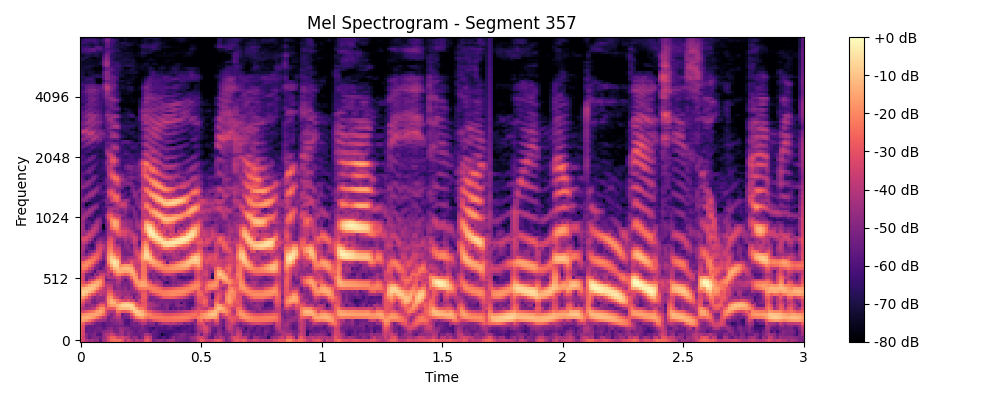 Mel Spectrogram - Segment 357
+0 dB
-10 dB
-20 dB
-30 dB
-40 dB
-50 dB
-60 dB
-70 dB
-80 dB
Frequency
4096
2048
1024
512
0
0 0.5 1 1.5 2 2.5 3
Time